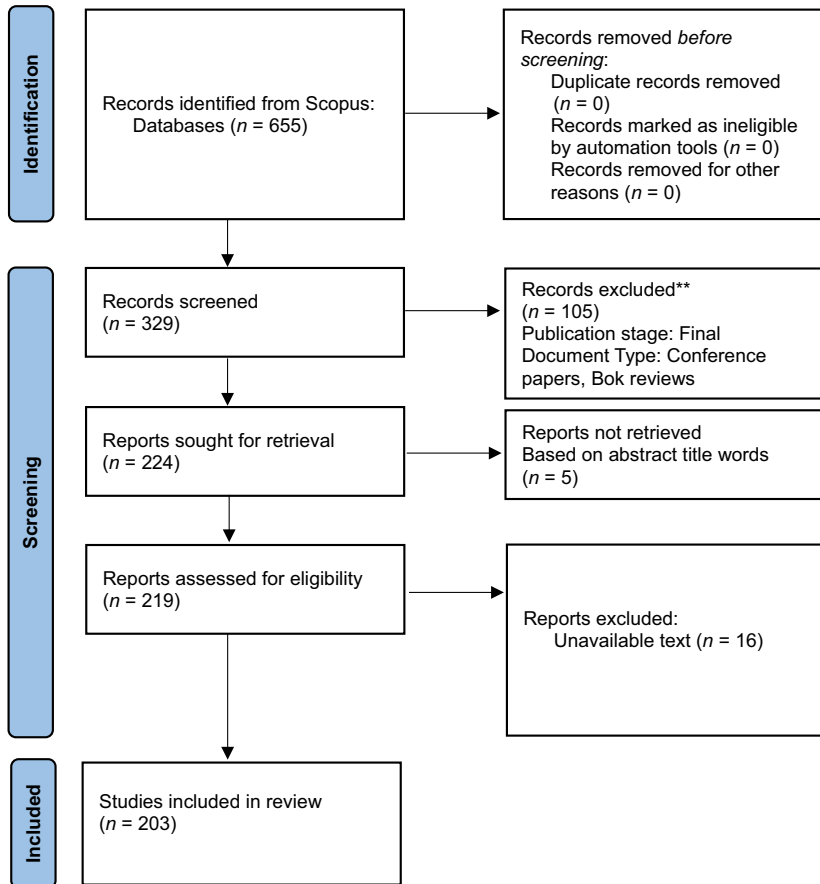 Identification
Records identified from Scopus:
Databases (n = 655)
Records removed before
screening:
Duplicate records removed
(n = 0)
Records marked as ineligible
by automation tools (n = 0)
Records removed for other
reasons (n = 0)
Screening
Records screened
(n = 329)
Records excluded**
(n = 105)
Publication stage: Final
Document Type: Conference
papers, Bok reviews
Reports sought for retrieval
(n = 224)
Reports not retrieved
Based on abstract title words
(n = 5)
Reports assessed for eligibility
(n = 219)
Reports excluded:
Unavailable text (n = 16)
Included
Studies included in review
(n = 203)